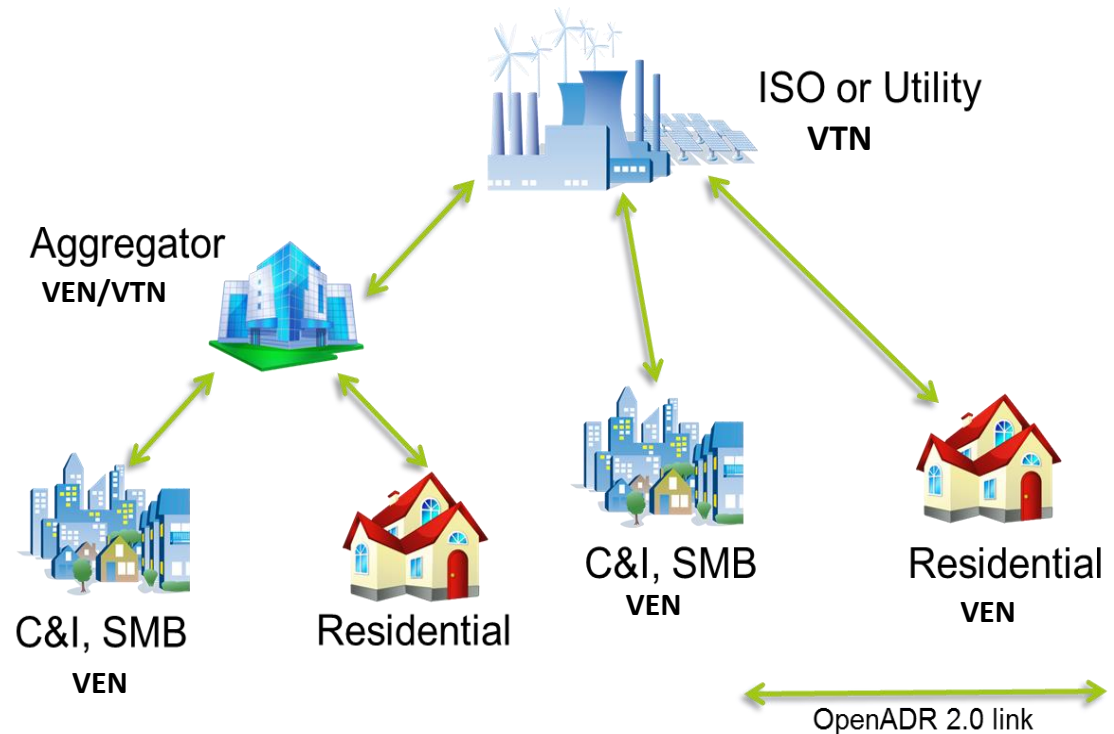 ISO or Utility
VTN
Aggregator
VEN/VTN
C&I, SMB
VEN
Residential
C&I, SMB
VEN
Residential
VEN
OpenADR 2.0 link